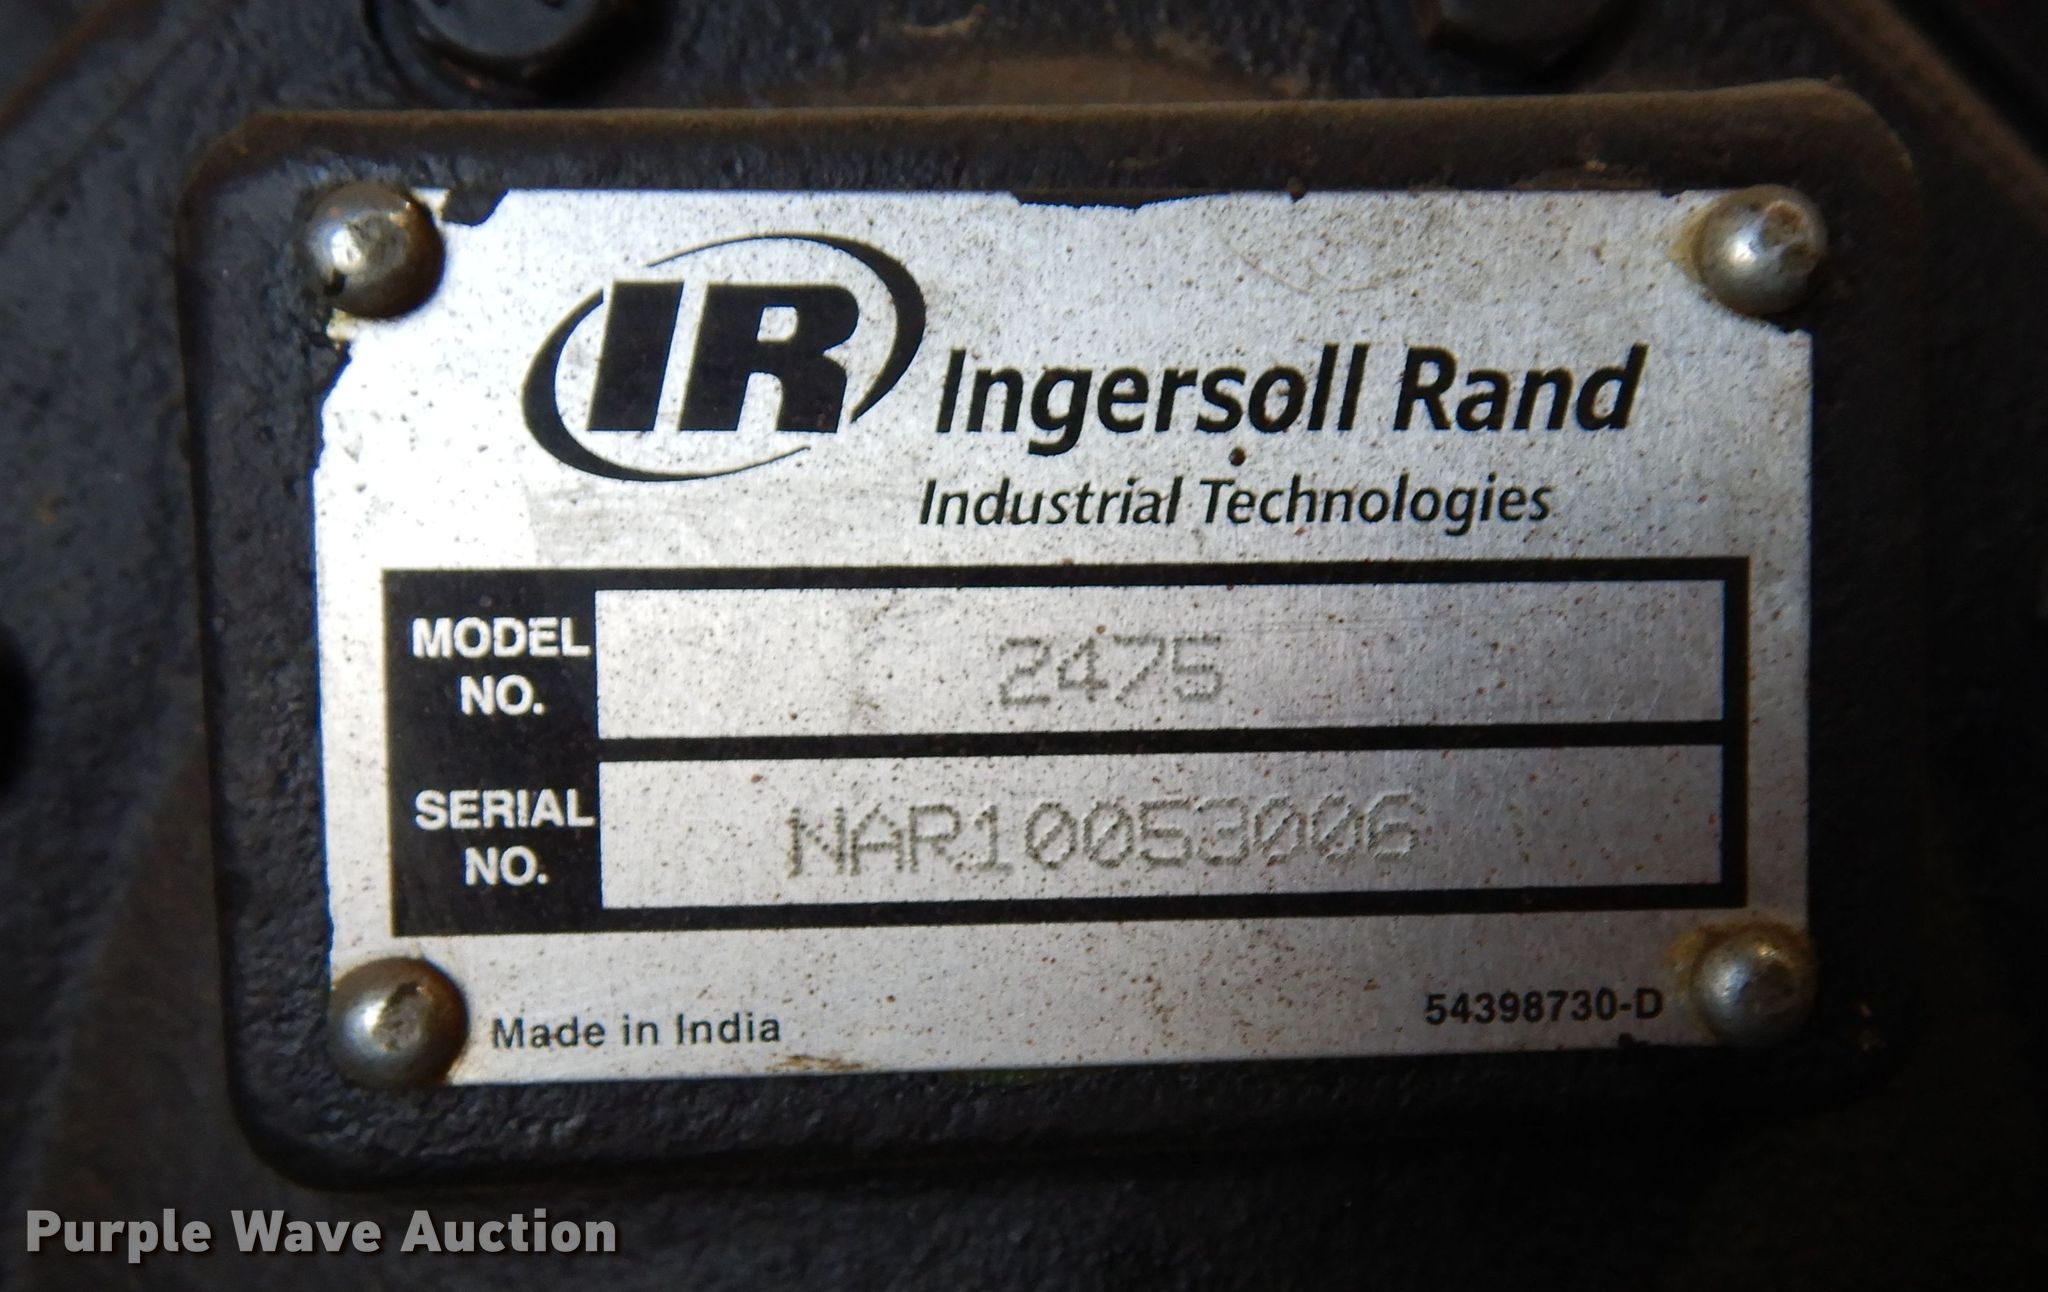 IR Ingersoll Rand
Industrial Technologies
MODEL NO. 2475
SERIAL NO. NAR10053006
Made in India 54398730-D
Purple Wave Auction